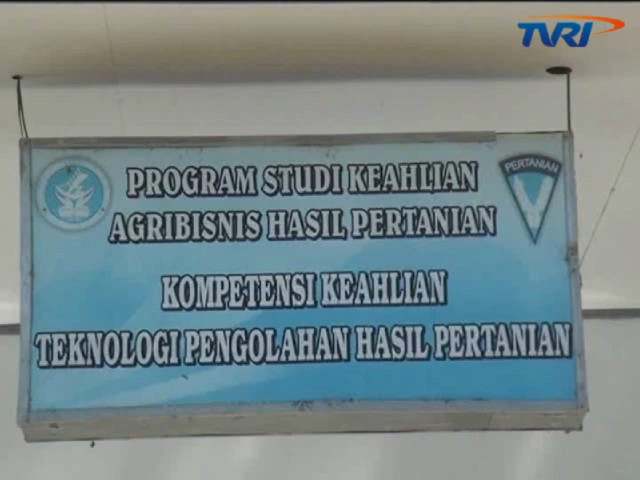 TVRI
PROGRAM STUDI KEAHLIAN
AGRIBISNIS HASIL PERTANIAN
PERTANIAN
KOMPETENSI KEAHLIAN
TEKNOLOGI PENGOLAHAN HASIL PERTANIAN